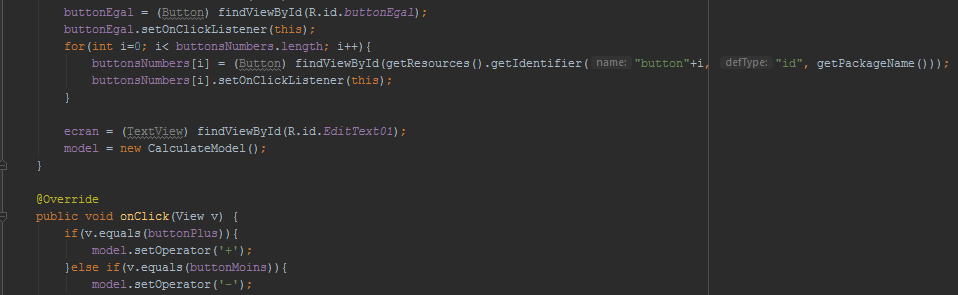 buttonEgal = (Button) findViewById(R.id.buttonEgal);
buttonEgal.setOnClickListener(this);
for(int i=0; i< buttonsNumbers.length; i++){
buttonsNumbers[i] = (Button) findViewById(getResources().getIdentifier( name: "button"+i, defType: "id", getPackageName()));
buttonsNumbers[i].setOnClickListener(this);
}
ecran = (TextView) findViewById(R.id.EditText01);
model = new CalculateModel();
}
@Override
public void onClick(View v) {
if(v.equals(buttonPlus)){
model.setOperator('+');
}else if(v.equals(buttonMoins)){
model.setOperator('-');